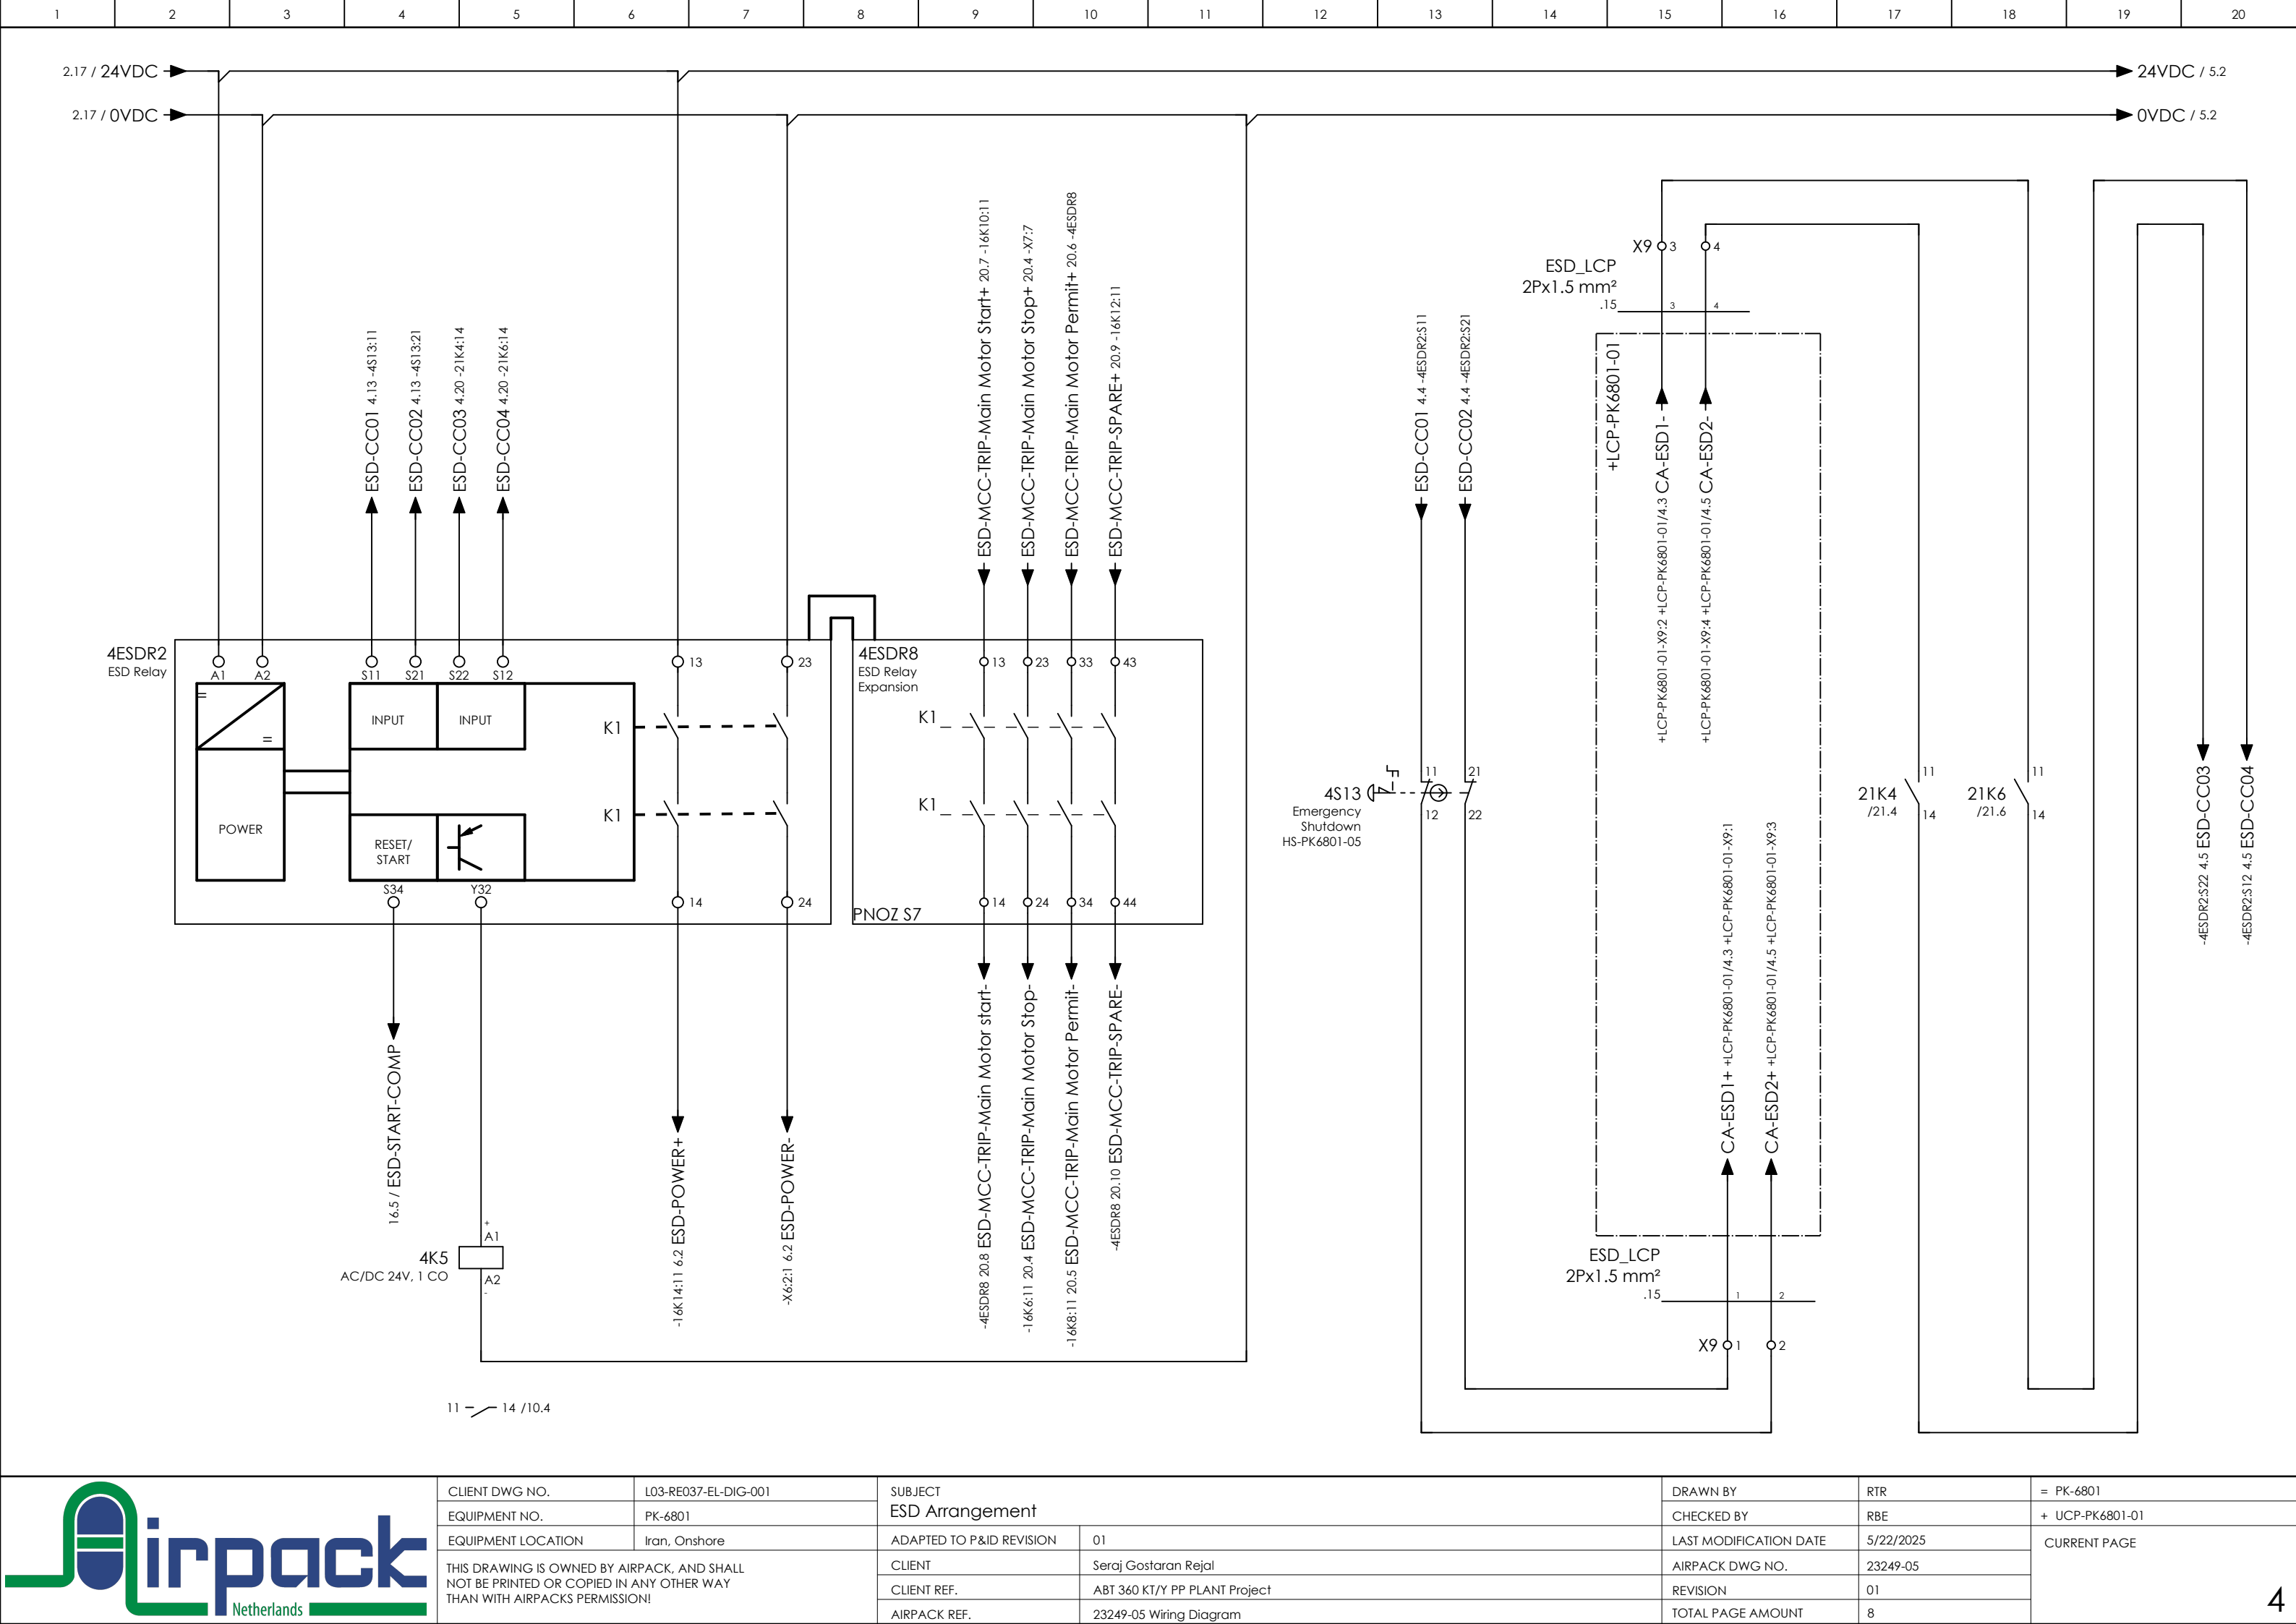 1 2 3 4 5 6 7 8 9 10 11 12 13 14 15 16 17 18 19 20
2.17 / 24VDC
24VDC / 5.2
2.17 / 0VDC
0VDC / 5.2
ESD-CC01 4.13 -4S13:11
ESD-CC02 4.13 -4S13:21
ESD-CC03 4.20 -21K4:14
ESD-CC04 4.20 -21K6:14
ESD-MCC-TRIP-Main Motor Start+ 20.7 -16K10:11
ESD-MCC-TRIP-Main Motor Stop+ 20.4 -X7:7
ESD-MCC-TRIP-Main Motor Permit+ 20.6 -4ESDR8
ESD-MCC-TRIP-SPARE+ 20.9 -16K12:11
4ESDR2
ESD Relay
A1 A2 S11 S21 S22 S12 13 23
=
=
POWER
INPUT INPUT
K1
K1
RESET/
START
S34 Y32 14 24
4ESDR8
ESD Relay
Expansion
13 23 33 43
K1
K1
PNOZ S7
14 24 34 44
16.5 / ESD-START-COMP
4K5
AC/DC 24V, 1 CO
+
A1
A2
-
11 14 /10.4
-16K14:11 6.2 ESD-POWER+
-X6:2:1 6.2 ESD-POWER-
-4ESDR8 20.8 ESD-MCC-TRIP-Main Motor start-
-16K6:11 20.4 ESD-MCC-TRIP-Main Motor Stop-
-16K8:11 20.5 ESD-MCC-TRIP-Main Motor Permit-
-4ESDR8 20.10 ESD-MCC-TRIP-SPARE-
ESD-CC01 4.4 -4ESDR2:S11
ESD-CC02 4.4 -4ESDR2:S21
4S13
Emergency
Shutdown
HS-PK6801-05
11 21
12 22
X9 3 4
ESD_LCP
2Px1.5 mm²
.15 3 4
+LCP-PK6801-01
+LCP-PK6801-01-X9:2 +LCP-PK6801-01/4.3 CA-ESD1-
+LCP-PK6801-01-X9:4 +LCP-PK6801-01/4.5 CA-ESD2-
CA-ESD1+ +LCP-PK6801-01/4.3 +LCP-PK6801-01-X9:1
CA-ESD2+ +LCP-PK6801-01/4.5 +LCP-PK6801-01-X9:3
ESD_LCP
2Px1.5 mm²
.15 1 2
X9 1 2
21K4
/21.4
11
14
21K6
/21.6
11
14
-4ESDR2:S22 4.5 ESD-CC03
-4ESDR2:S12 4.5 ESD-CC04
Airpack
Netherlands
CLIENT DWG NO. L03-RE037-EL-DIG-001
EQUIPMENT NO. PK-6801
EQUIPMENT LOCATION Iran, Onshore
THIS DRAWING IS OWNED BY AIRPACK, AND SHALL
NOT BE PRINTED OR COPIED IN ANY OTHER WAY
THAN WITH AIRPACKS PERMISSION!
SUBJECT
ESD Arrangement
ADAPTED TO P&ID REVISION 01
CLIENT Seraj Gostaran Rejal
CLIENT REF. ABT 360 KT/Y PP PLANT Project
AIRPACK REF. 23249-05 Wiring Diagram
DRAWN BY RTR
CHECKED BY RBE
LAST MODIFICATION DATE 5/22/2025
AIRPACK DWG NO. 23249-05
REVISION 01
TOTAL PAGE AMOUNT 8
= PK-6801
+ UCP-PK6801-01
CURRENT PAGE
4